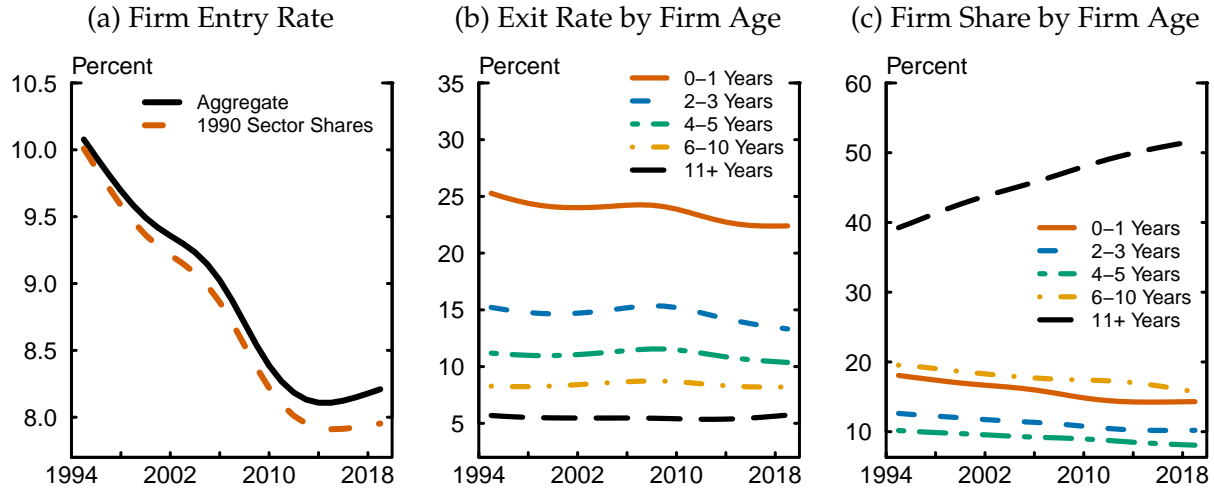 (a) Firm Entry Rate
Percent
10.5
10.0
9.5
9.0
8.5
8.0
1994 2002 2010 2018
Aggregate
1990 Sector Shares
(b) Exit Rate by Firm Age
Percent
35
30
25
20
15
10
5
1994 2002 2010 2018
0–1 Years
2–3 Years
4–5 Years
6–10 Years
11+ Years
(c) Firm Share by Firm Age
Percent
60
50
40
30
20
10
1994 2002 2010 2018
0–1 Years
2–3 Years
4–5 Years
6–10 Years
11+ Years